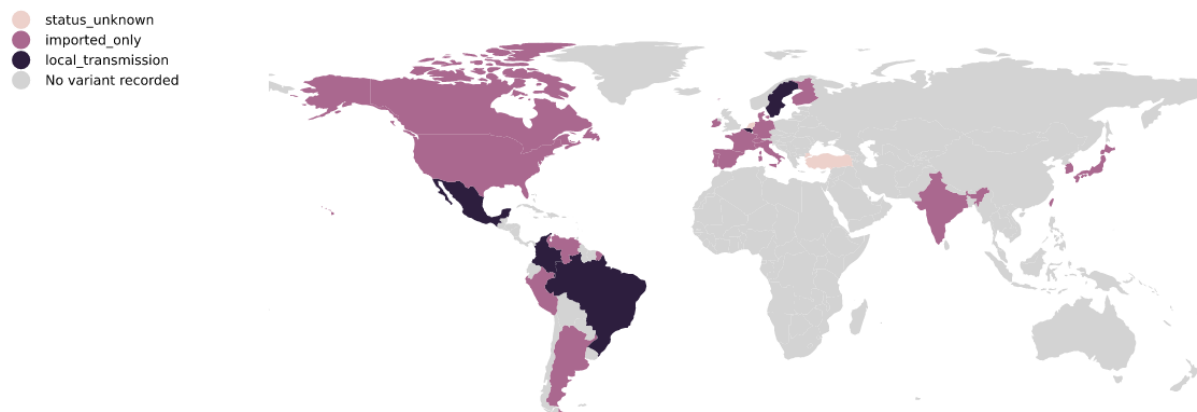 status_unknown
imported_only
local_transmission
No variant recorded